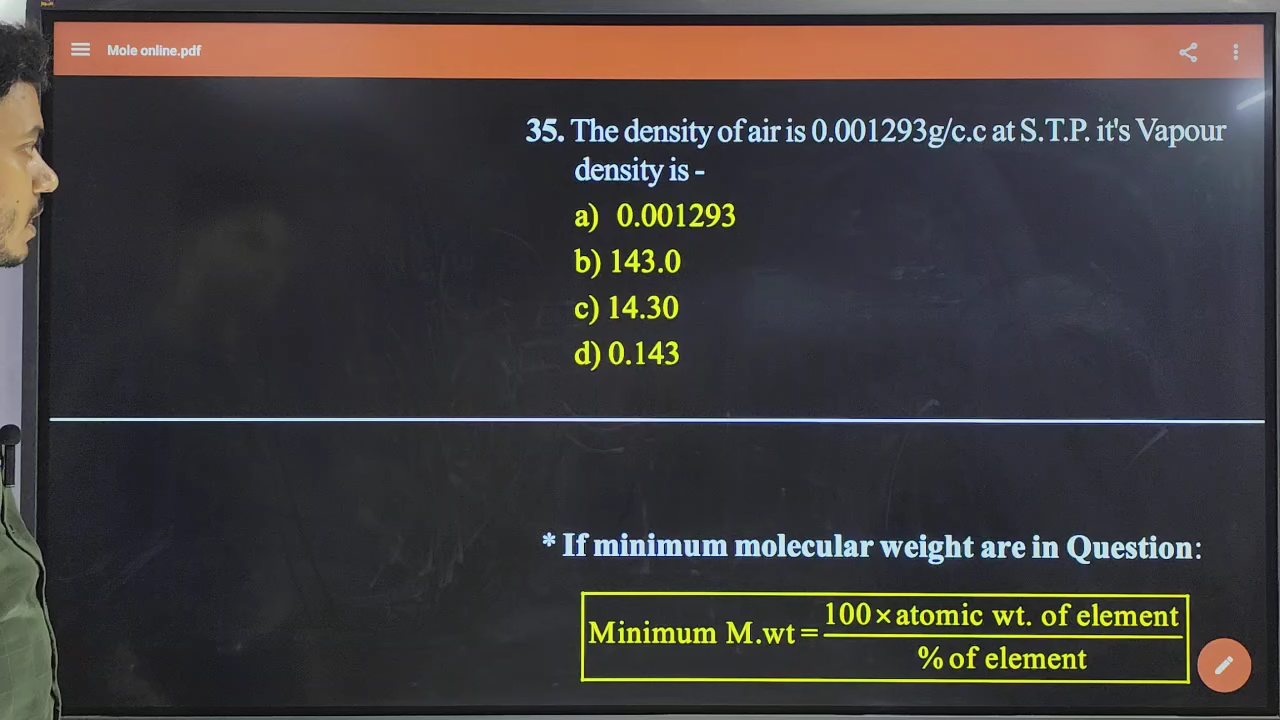 Mole online.pdf
35. The density of air is 0.001293g/c.c at S.T.P. it's Vapour
density is -
a) 0.001293
b) 143.0
c) 14.30
d) 0.143
* If minimum molecular weight are in Question:
Minimum M.wt = 100 × atomic wt. of element
% of element